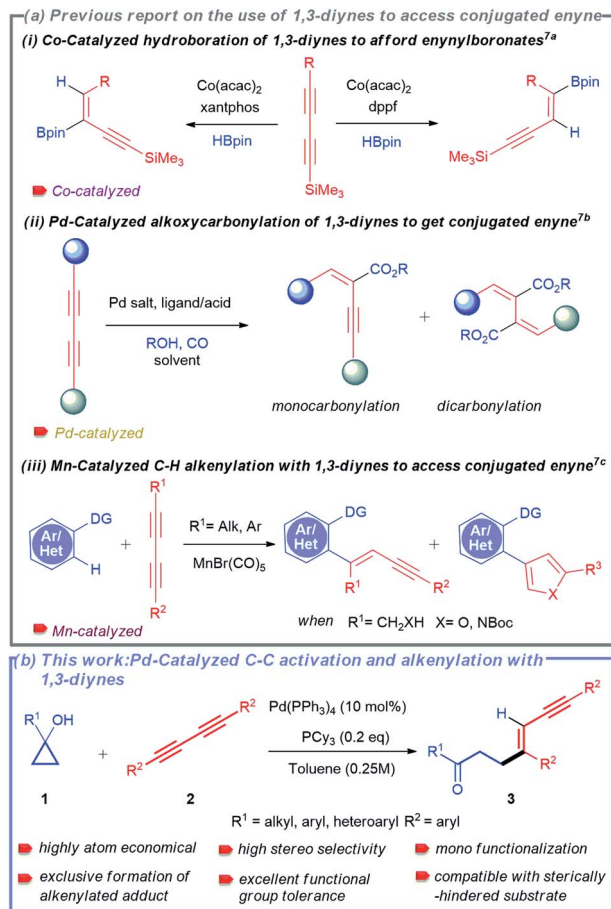 (a) Previous report on the use of 1,3-diynes to access conjugated enyne
(i) Co-Catalyzed hydroboration of 1,3-diynes to afford enynylboronates7a
H
R
Bpin
SiMe3
Co(acac)2
xantphos
HBpin
R
SiMe3
Co(acac)2
dppf
HBpin
R
Bpin
H
Me3Si
Co-catalyzed
(ii) Pd-Catalyzed alkoxycarbonylation of 1,3-diynes to get conjugated enyne7b
Pd salt, ligand/acid
ROH, CO
solvent
CO2R
+
CO2R
RO2C
monocarbonylation
dicarbonylation
Pd-catalyzed
(iii) Mn-Catalyzed C-H alkenylation with 1,3-diynes to access conjugated enyne7c
DG
Ar/
Het
H
+
R1
R2
R1= Alk, Ar
MnBr(CO)5
DG
Ar/
Het
R1
R2
+
DG
Ar/
Het
R3
X
when R1= CH2XH X= O, NBoc
Mn-catalyzed
(b) This work:Pd-Catalyzed C-C activation and alkenylation with
1,3-diynes
R1 OH
1
+
R2
R2
2
Pd(PPh3)4 (10 mol%)
PCy3 (0.2 eq)
Toluene (0.25M)
R2
H
R1
R2
O
3
R1 = alkyl, aryl, heteroaryl R2 = aryl
highly atom economical
high stereo selectivity
mono functionalization
exclusive formation of
alkenylated adduct
excellent functional
group tolerance
compatible with sterically
-hindered substrate